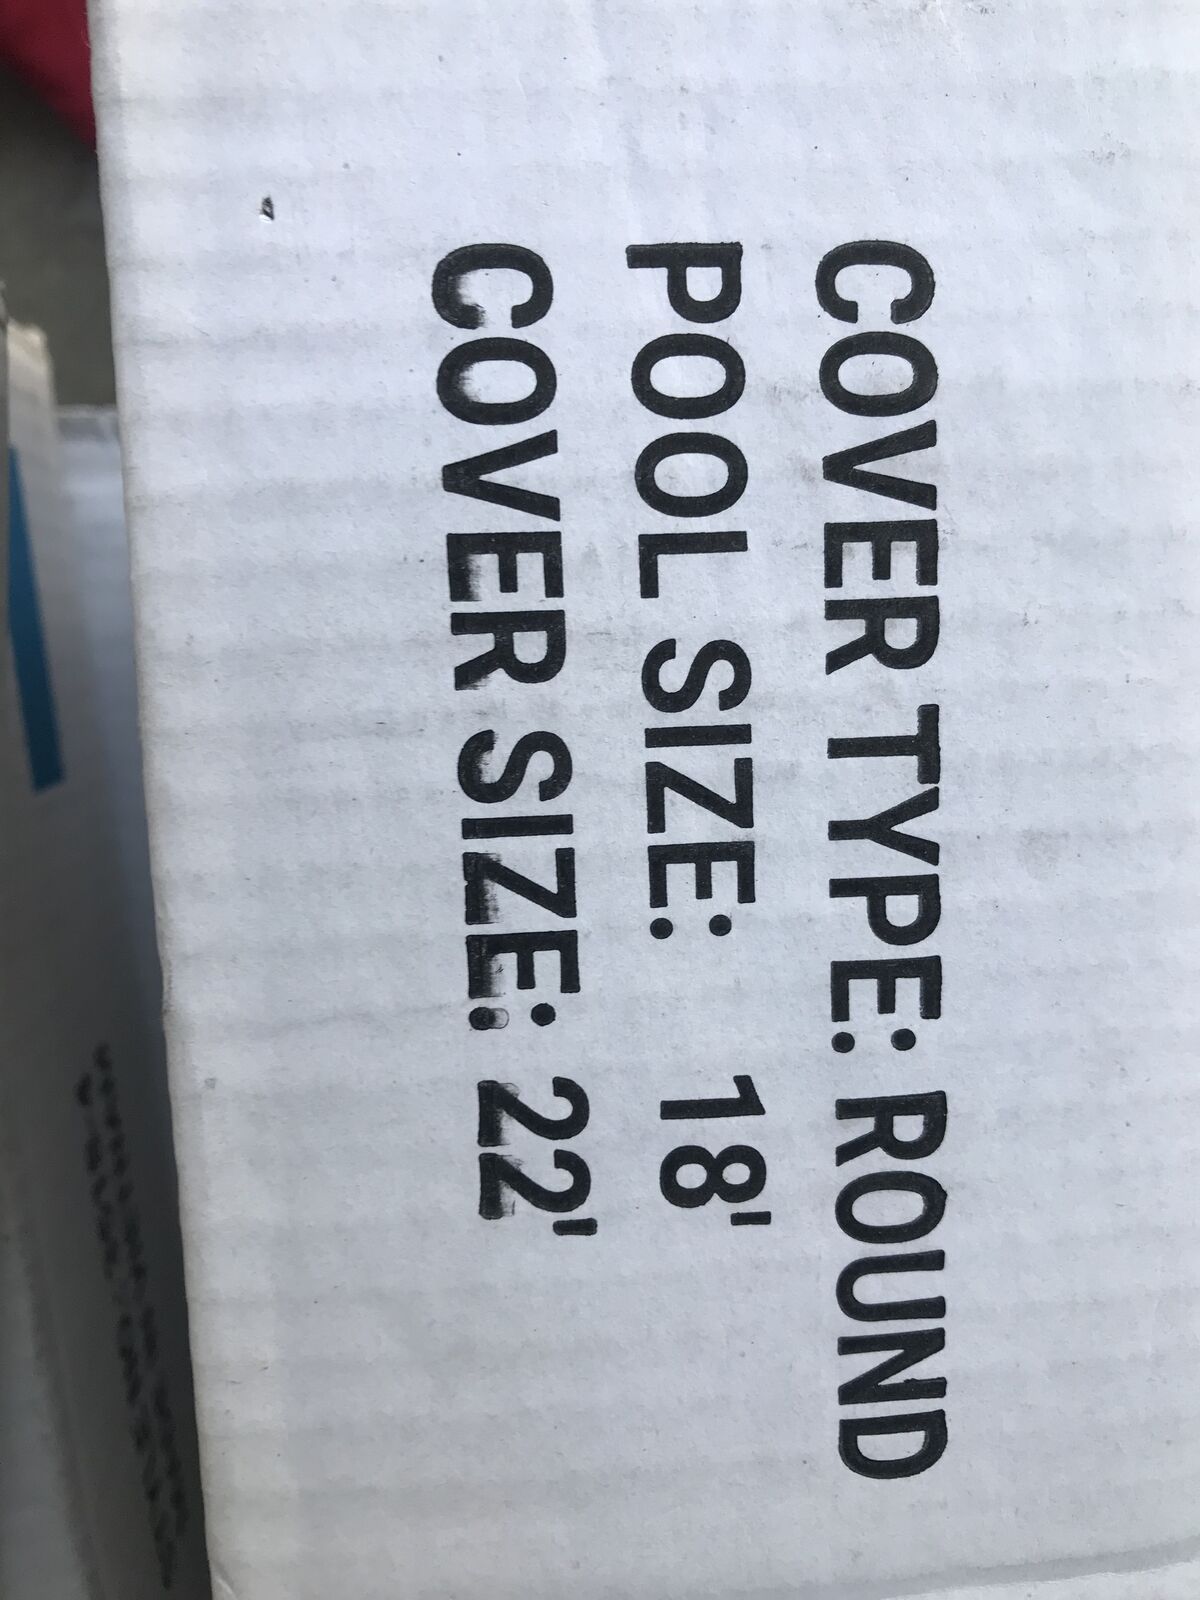 COVER TYPE: ROUND
POOL SIZE: 18'
COVER SIZE: 22'